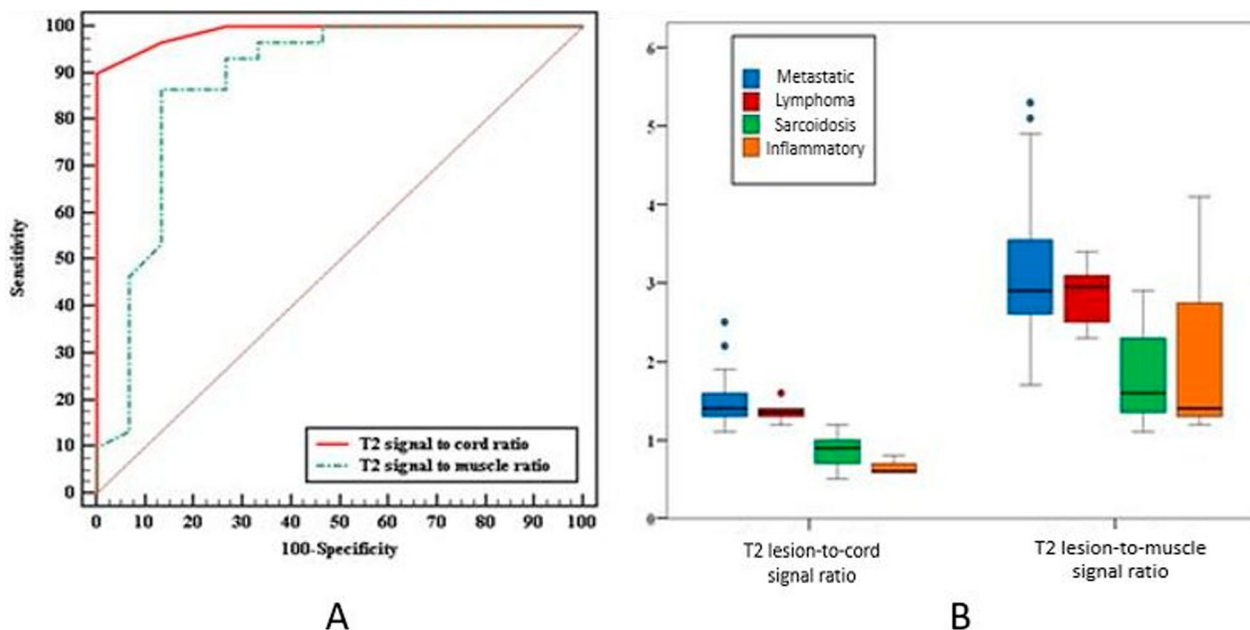 100
90
80
70
60
50
40
30
20
10
0
Sensitivity
T2 signal to cord ratio
T2 signal to muscle ratio
0 10 20 30 40 50 60 70 80 90 100
100-Specificity
A
6
5
4
3
2
1
0
Metastatic
Lymphoma
Sarcoidosis
Inflammatory
T2 lesion-to-cord
signal ratio
T2 lesion-to-muscle
signal ratio
B